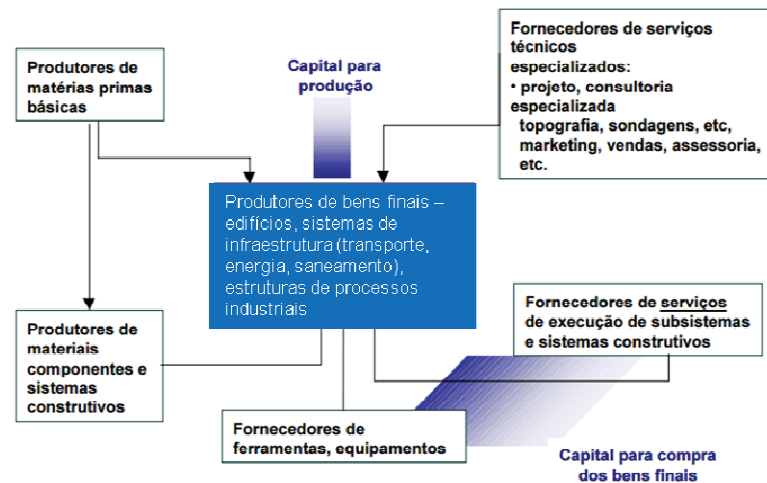 Produtores de
matérias primas
básicas
Capital para
produção
Fornecedores de serviços
técnicos
especializados:
• projeto, consultoria
especializada
topografia, sondagens, etc,
marketing, vendas, assessoria,
etc.
Produtores de bens finais –
edifícios, sistemas de
infraestrutura (transporte,
energia, saneamento),
estruturas de processos
industriais
Produtores de
materiais
componentes e
sistemas
construtivos
Fornecedores de serviços
de execução de subsistemas
e sistemas construtivos
Fornecedores de
ferramentas, equipamentos
Capital para compra
dos bens finais